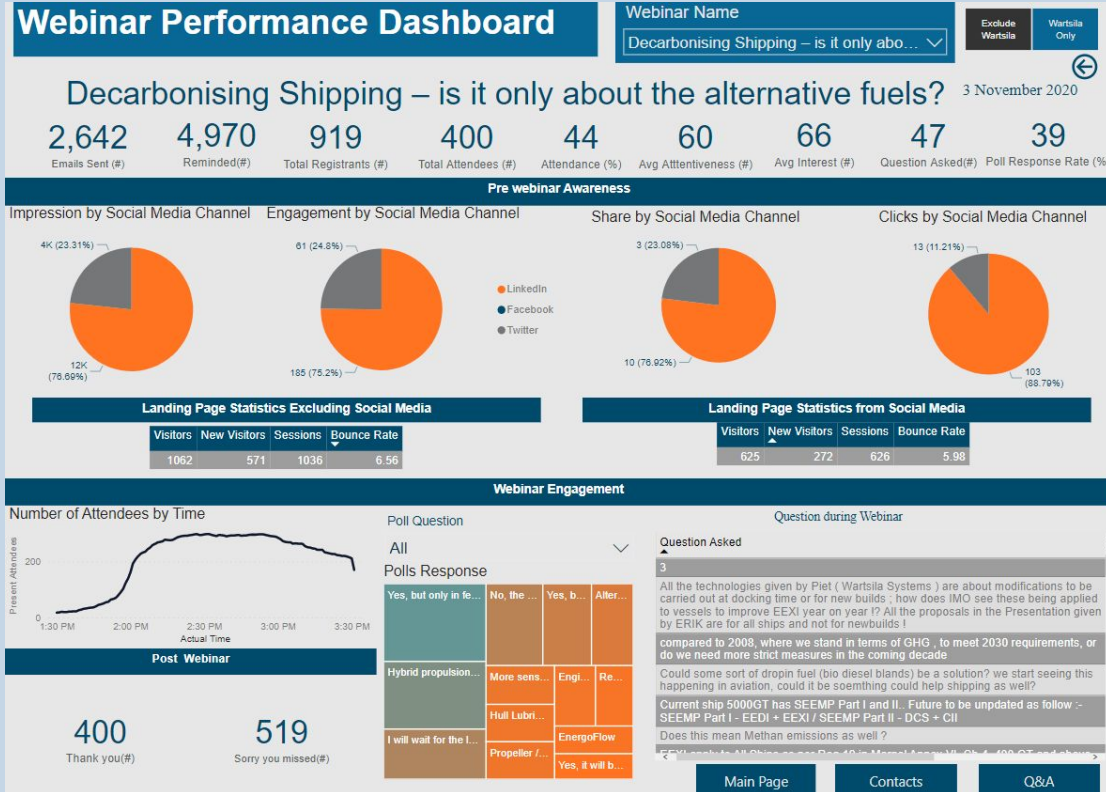 Webinar Performance Dashboard
Webinar Name
Decarbonising Shipping – is it only abo...
Exclude
Wartsila
Wartsila
Only
Decarbonising Shipping – is it only about the alternative fuels?
3 November 2020
2,642
Emails Sent (#)
4,970
Reminded(#)
919
Total Registrants (#)
400
Total Attendees (#)
44
Attendance (%)
60
Avg Atttentiveness (#)
66
Avg Interest (#)
47
Question Asked(#)
39
Poll Response Rate (%
Pre webinar Awareness
Impression by Social Media Channel
4K (23.31%)
12K
(76.69%)
Engagement by Social Media Channel
61 (24.8%)
185 (75.2%)
LinkedIn
Facebook
Twitter
Share by Social Media Channel
3 (23.08%)
10 (76.92%)
Clicks by Social Media Channel
13 (11.21%)
103
(88.79%)
Landing Page Statistics Excluding Social Media
Visitors New Visitors Sessions Bounce Rate
1062 571 1036 6.56
Landing Page Statistics from Social Media
Visitors New Visitors Sessions Bounce Rate
625 272 626 5.98
Webinar Engagement
Number of Attendees by Time
Present Attendees
200
0
1:30 PM 2:00 PM 2:30 PM 3:00 PM 3:30 PM
Actual Time
Post Webinar
400
Thank you(#)
519
Sorry you missed(#)
Poll Question
All
Polls Response
Yes, but only in fe...
No, the ...
Yes, b...
Alter...
Hybrid propulsion...
More sens...
Engi...
Re...
Hull Lubri...
I will wait for the I...
EnergoFlow
Propeller /...
Yes, it will b...
Question during Webinar
Question Asked
3
All the technologies given by Piet ( Wartsila Systems ) are about modifications to be
carried out at docking time or for new builds ; how does IMO see these being applied
to vessels to improve EEXI year on year !? All the proposals in the Presentation given
by ERIK are for all ships and not for newbuilds !
compared to 2008, where we stand in terms of GHG , to meet 2030 requirements, or
do we need more strict measures in the coming decade
Could some sort of dropin fuel (bio diesel blands) be a solution? we start seeing this
happening in aviation, could it be soemthing could help shipping as well?
Current ship 5000GT has SEEMP Part I and II.. Future to be unpdated as follow :-
SEEMP Part I - EEDI + EEXI / SEEMP Part II - DCS + CII
Does this mean Methan emissions as well ?
Main Page
Contacts
Q&A